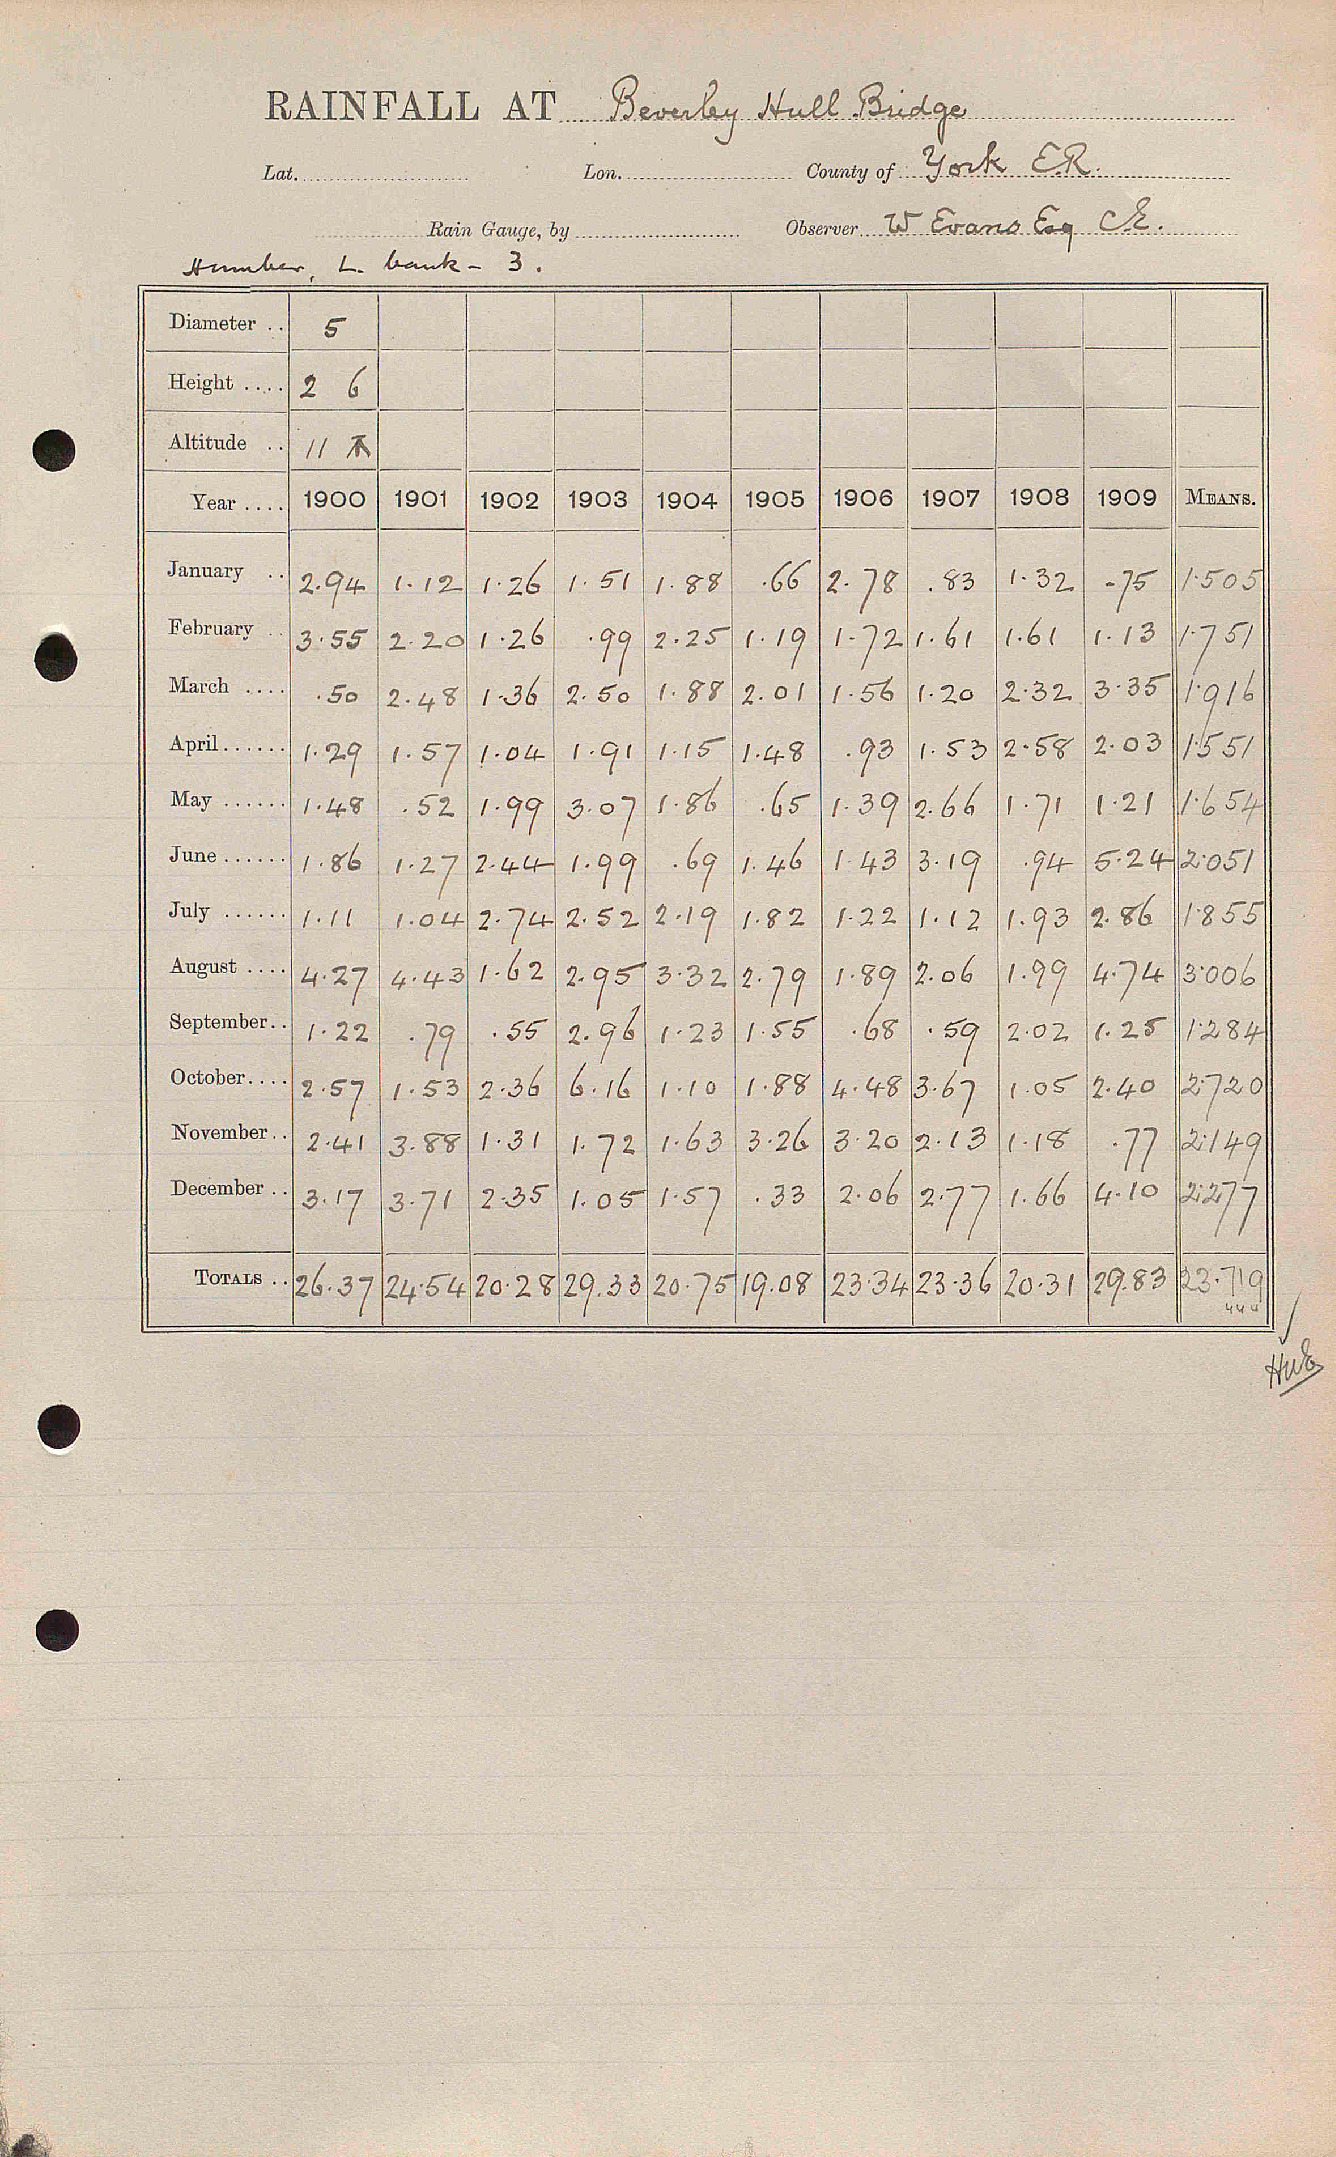 RAINFALL AT Beverley Hull Bridge
Lat. Lon. County of York E.R.
Rain Gauge, by Observer W Evans Esq C.E.
Humber, L. bank - 3.
Diameter .. 5
Height .... 2 6
Altitude .. 11
Year .... 1900 1901 1902 1903 1904 1905 1906 1907 1908 1909 MEANS.
January .. 2.94 1.12 1.26 1.51 1.88 .66 2.78 .83 1.32 .75 1.505
February .. 3.55 2.20 1.26 .99 2.25 1.19 1.72 1.61 1.61 1.13 1.751
March .... .50 2.48 1.36 2.50 1.88 2.01 1.56 1.20 2.32 3.35 1.916
April...... 1.29 1.57 1.04 1.91 1.15 1.48 .93 1.53 2.58 2.03 1.551
May ...... 1.48 .52 1.99 3.07 1.86 .65 1.39 2.66 1.71 1.21 1.654
June ...... 1.86 1.27 2.44 1.99 .69 1.46 1.43 3.19 .94 5.24 2.051
July ...... 1.11 1.04 2.74 2.52 2.19 1.82 1.22 1.12 1.93 2.86 1.855
August .... 4.27 4.43 1.62 2.95 3.32 2.79 1.89 2.06 1.99 4.74 3.006
September.. 1.22 .79 .55 2.96 1.23 1.55 .68 .59 2.02 1.25 1.284
October.... 2.57 1.53 2.36 6.16 1.10 1.88 4.48 3.67 1.05 2.40 2.720
November.. 2.41 3.88 1.31 1.72 1.63 3.26 3.20 2.13 1.18 .77 2.149
December .. 3.17 3.71 2.35 1.05 1.57 .33 2.06 2.77 1.66 4.10 2.277
TOTALS .. 26.37 24.54 20.28 29.33 20.75 19.08 23.34 23.36 20.31 29.83 23.719